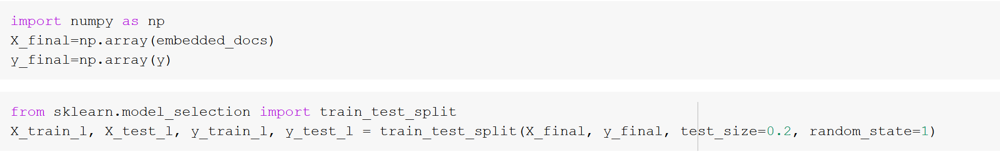 import numpy as np
X_final=np.array(embedded_docs)
y_final=np.array(y)
from sklearn.model_selection import train_test_split
X_train_l, X_test_l, y_train_l, y_test_l = train_test_split(X_final, y_final, test_size=0.2, random_state=1)